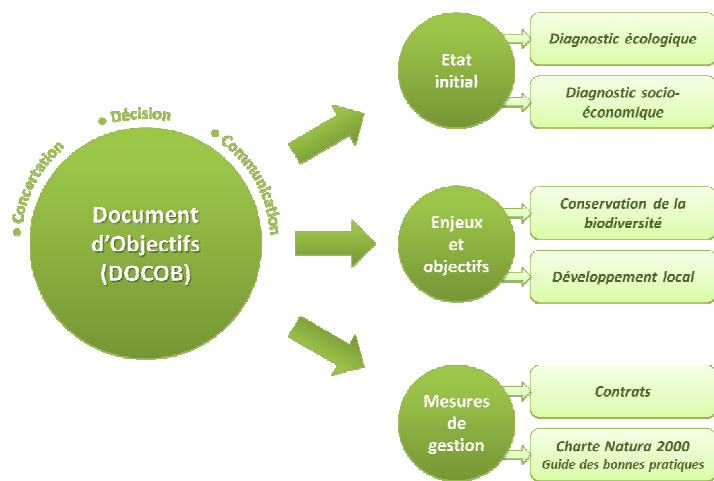 • Concertation
• Décision
• Communication
Document
d'Objectifs
(DOCOB)
Etat
initial
Diagnostic écologique
Diagnostic socio-
économique
Enjeux
et
objectifs
Conservation de la
biodiversité
Développement local
Mesures
de
gestion
Contrats
Charte Natura 2000
Guide des bonnes pratiques